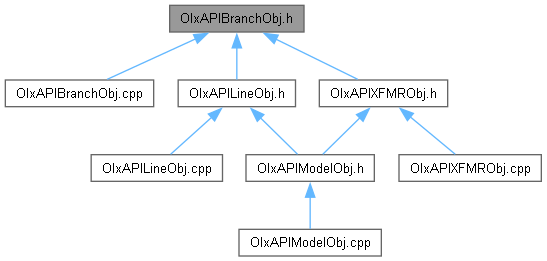 OlxAPIBranchObj.h
OlxAPIBranchObj.cpp
OlxAPILineObj.h
OlxAPIXFMRObj.h
OlxAPILineObj.cpp
OlxAPIModelObj.h
OlxAPIXFMRObj.cpp
OlxAPIModelObj.cpp